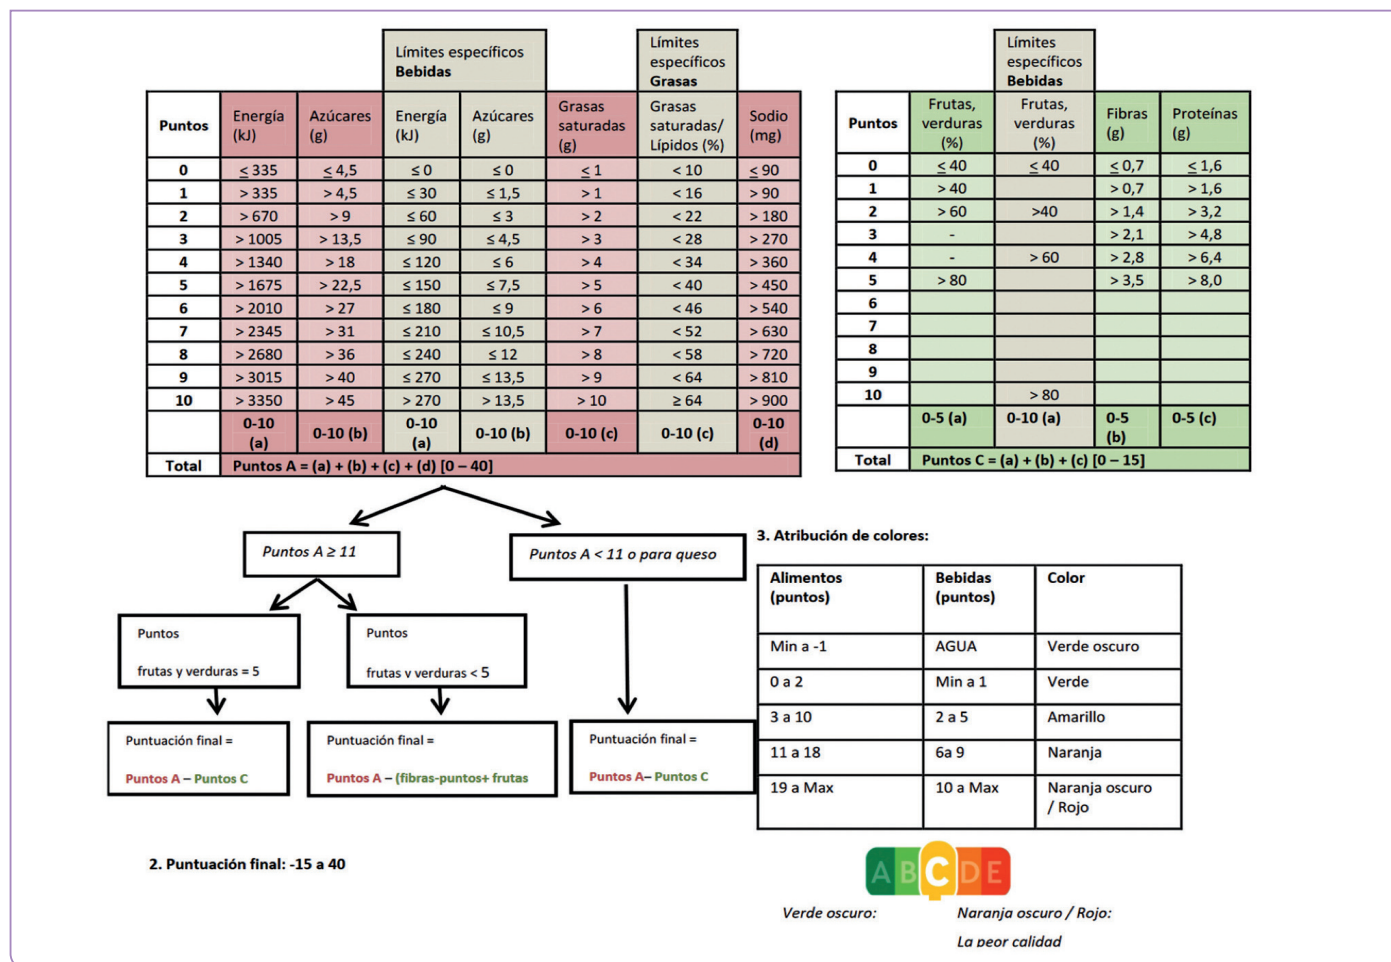 Límites específicos
Bebidas
Límites
específicos
Grasas
Puntos Energía (kJ) Azúcares (g) Energía (kJ) Azúcares (g) Grasas saturadas (g) Grasas saturadas/ Lípidos (%) Sodio (mg)
0 ≤ 335 ≤ 4,5 ≤ 0 ≤ 0 ≤ 1 < 10 ≤ 90
1 > 335 > 4,5 ≤ 30 ≤ 1,5 > 1 < 16 > 90
2 > 670 > 9 ≤ 60 ≤ 3 > 2 < 22 > 180
3 > 1005 > 13,5 ≤ 90 ≤ 4,5 > 3 < 28 > 270
4 > 1340 > 18 ≤ 120 ≤ 6 > 4 < 34 > 360
5 > 1675 > 22,5 ≤ 150 ≤ 7,5 > 5 < 40 > 450
6 > 2010 > 27 ≤ 180 ≤ 9 > 6 < 46 > 540
7 > 2345 > 31 ≤ 210 ≤ 10,5 > 7 < 52 > 630
8 > 2680 > 36 ≤ 240 ≤ 12 > 8 < 58 > 720
9 > 3015 > 40 ≤ 270 ≤ 13,5 > 9 < 64 > 810
10 > 3350 > 45 > 270 > 13,5 > 10 ≥ 64 > 900
0-10 (a) 0-10 (b) 0-10 (a) 0-10 (b) 0-10 (c) 0-10 (c) 0-10 (d)
Total Puntos A = (a) + (b) + (c) + (d) [0 – 40]
Límites
específicos
Bebidas
Puntos Frutas, verduras (%) Frutas, verduras (%) Fibras (g) Proteínas (g)
0 ≤ 40 ≤ 40 ≤ 0,7 ≤ 1,6
1 > 40 > 0,7 > 1,6
2 > 60 >40 > 1,4 > 3,2
3 - > 2,1 > 4,8
4 - > 60 > 2,8 > 6,4
5 > 80 > 3,5 > 8,0
6
7
8
9
10 > 80
0-5 (a) 0-10 (a) 0-5 (b) 0-5 (c)
Total Puntos C = (a) + (b) + (c) [0 – 15]
Puntos A ≥ 11
Puntos A < 11 o para queso
Puntos
frutas y verduras = 5
Puntos
frutas y verduras < 5
Puntuación final =
Puntos A – Puntos C
Puntuación final =
Puntos A – (fibras-puntos+ frutas
Puntuación final =
Puntos A– Puntos C
2. Puntuación final: -15 a 40
3. Atribución de colores:
Alimentos (puntos) Bebidas (puntos) Color
Min a -1 AGUA Verde oscuro
0 a 2 Min a 1 Verde
3 a 10 2 a 5 Amarillo
11 a 18 6a 9 Naranja
19 a Max 10 a Max Naranja oscuro / Rojo
A B C D E
Verde oscuro:
Naranja oscuro / Rojo:
La peor calidad